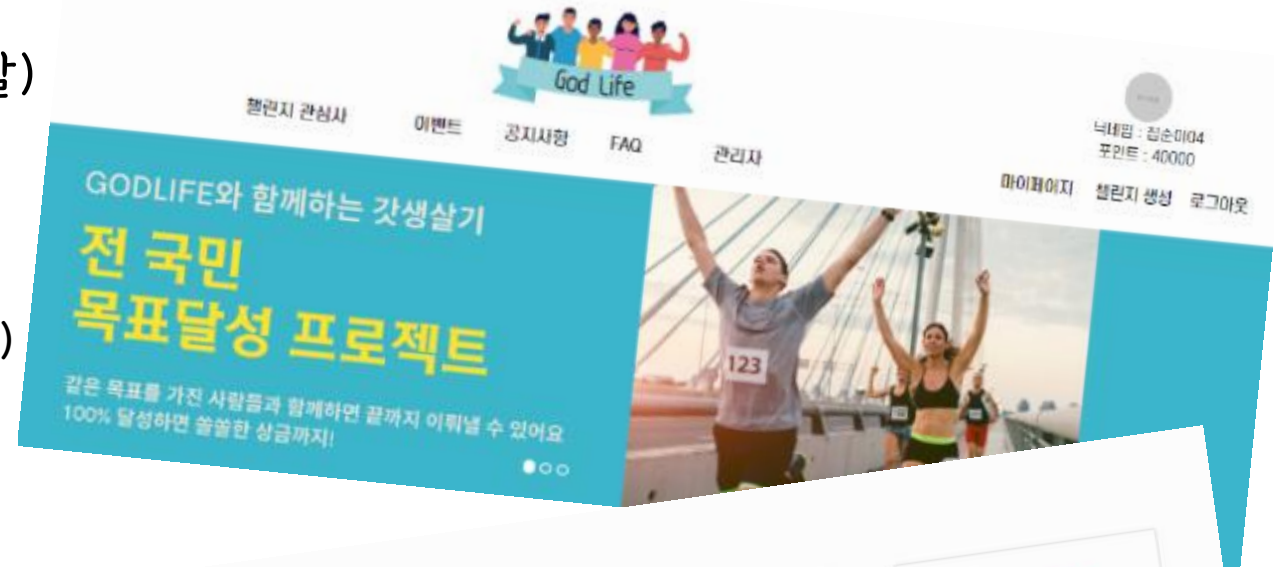 God Life
챌린지 관심사 이벤트 공지사항 FAQ 관리자
닉네임 : 집순이04
포인트 : 40000
마이페이지 챌린지 생성 로그아웃
GODLIFE와 함께하는 갓생살기
전 국민
목표달성 프로젝트
같은 목표를 가진 사람들과 함께하면 끝까지 이뤄낼 수 있어요
100% 달성하면 쏠쏠한 상금까지!
123
)